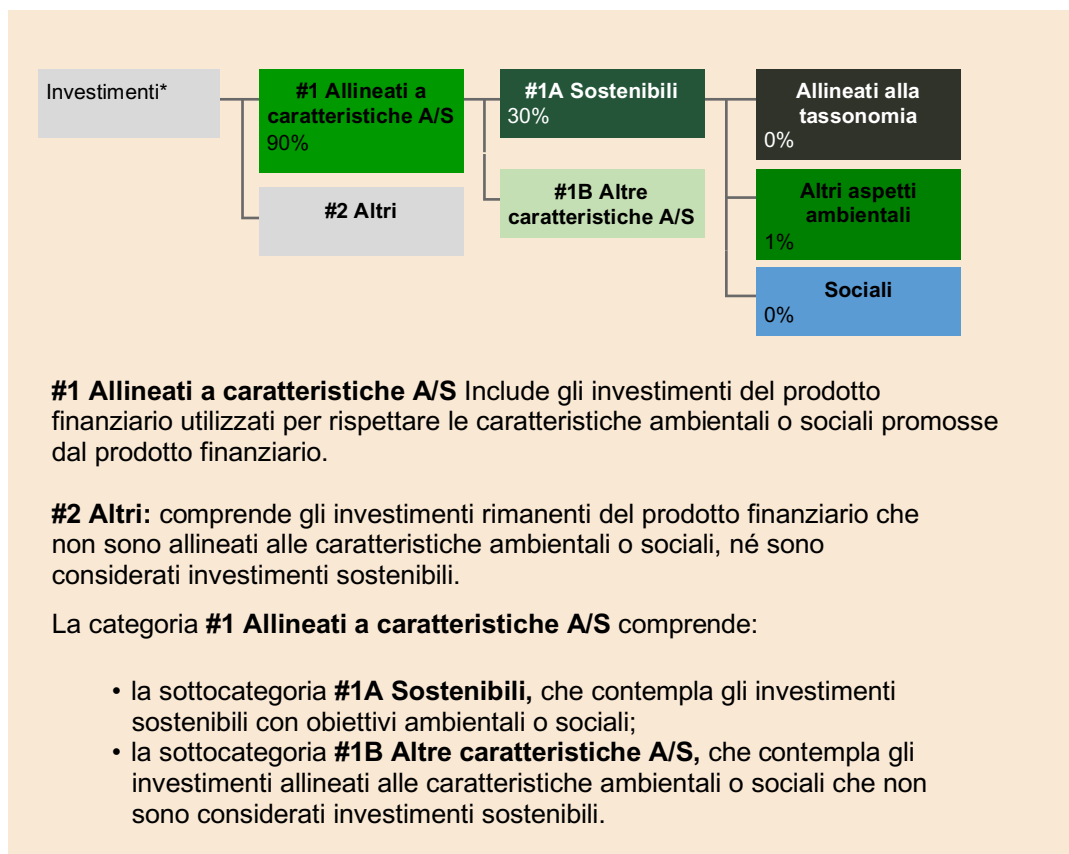 Investimenti*
#1 Allineati a
caratteristiche A/S
90%
#2 Altri
#1A Sostenibili
30%
#1B Altre
caratteristiche A/S
Allineati alla
tassonomia
0%
Altri aspetti
ambientali
1%
Sociali
0%
#1 Allineati a caratteristiche A/S Include gli investimenti del prodotto
finanziario utilizzati per rispettare le caratteristiche ambientali o sociali promosse
dal prodotto finanziario.
#2 Altri: comprende gli investimenti rimanenti del prodotto finanziario che
non sono allineati alle caratteristiche ambientali o sociali, né sono
considerati investimenti sostenibili.
La categoria #1 Allineati a caratteristiche A/S comprende:
• la sottocategoria #1A Sostenibili, che contempla gli investimenti
sostenibili con obiettivi ambientali o sociali;
• la sottocategoria #1B Altre caratteristiche A/S, che contempla gli
investimenti allineati alle caratteristiche ambientali o sociali che non
sono considerati investimenti sostenibili.